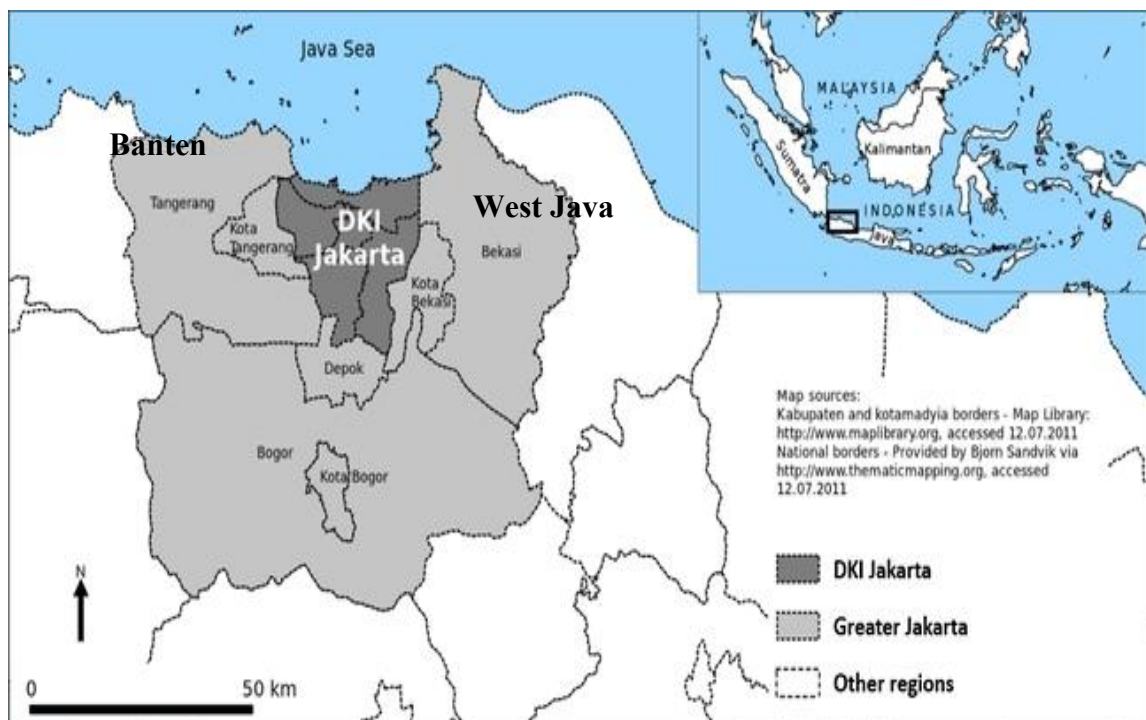 Java Sea
Banten
Tangerang
Kota
Tangerang
DKI
Jakarta
West Java
Bekasi
Kota
Bekasi
Depok
Bogor
Kota Bogor
N
0 50 km
MALAYSIA
Sumatra
Kalimantan
INDONESIA
Java
Map sources:
Kabupaten and kotamadyia borders - Map Library:
http://www.maplibrary.org, accessed 12.07.2011
National borders - Provided by Bjorn Sandvik via
http://www.thematicmapping.org, accessed
12.07.2011
DKI Jakarta
Greater Jakarta
Other regions